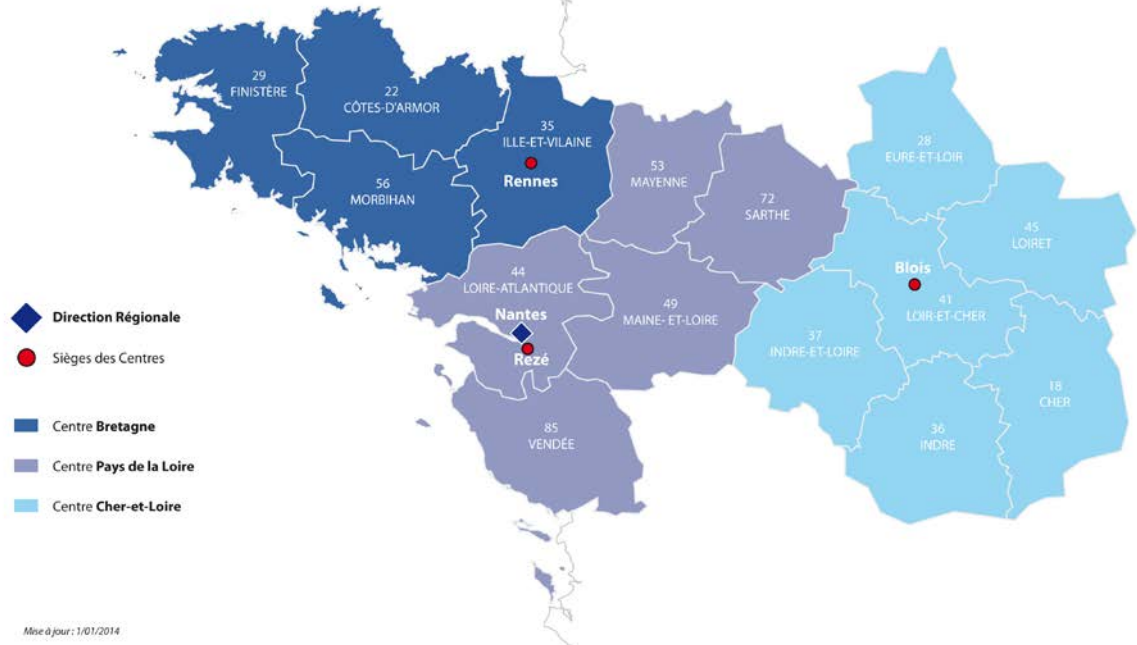 29
FINISTÈRE
22
CÔTES-D'ARMOR
35
ILLE-ET-VILAINE
Rennes
56
MORBIHAN
53
MAYENNE
72
SARTHE
28
EURE-ET-LOIR
45
LOIRET
Blois
41
LOIR-ET-CHER
44
LOIRE-ATLANTIQUE
Nantes
Rezé
49
MAINE- ET-LOIRE
37
INDRE-ET-LOIRE
18
CHER
36
INDRE
85
VENDÉE
Direction Régionale
Sièges des Centres
Centre Bretagne
Centre Pays de la Loire
Centre Cher-et-Loire
Mise à jour : 1/01/2014